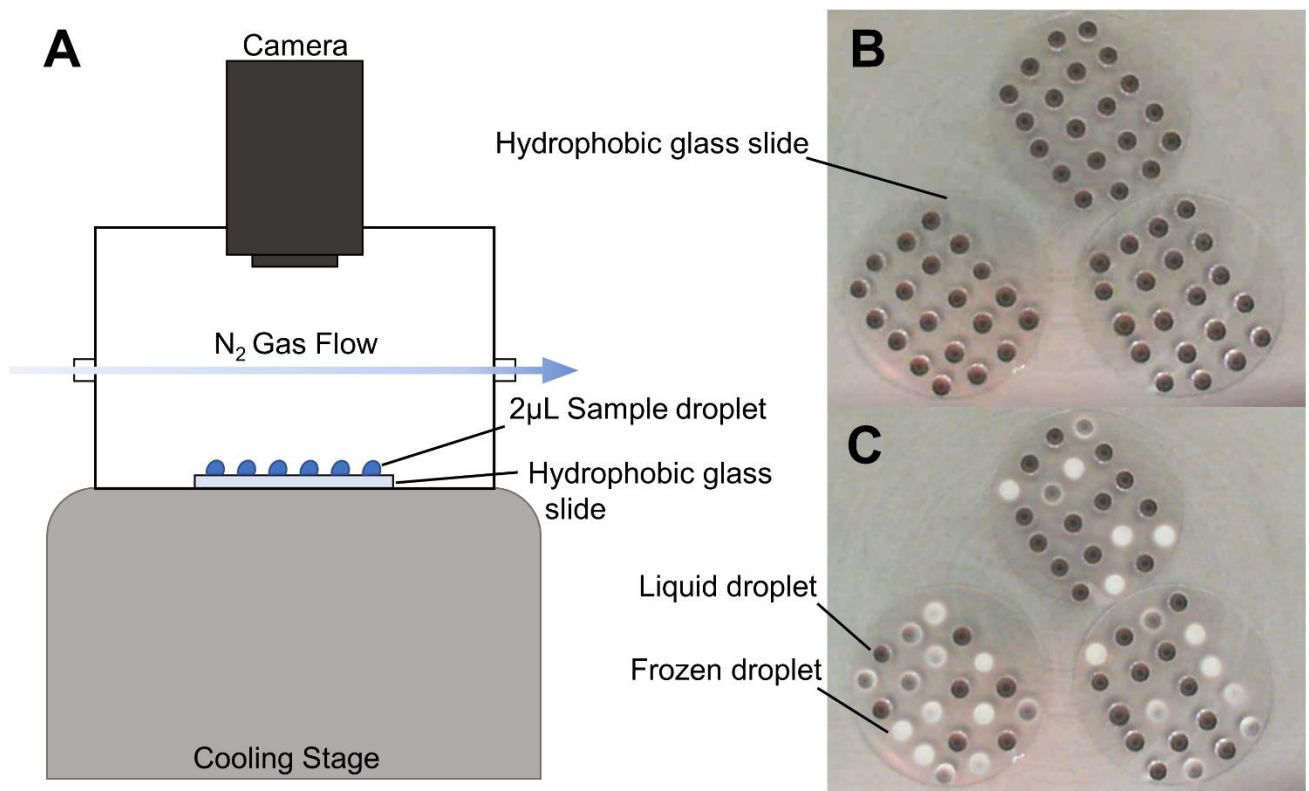 A
Camera
N₂ Gas Flow
2µL Sample droplet
Hydrophobic glass
slide
Cooling Stage
B
Hydrophobic glass slide
C
Liquid droplet
Frozen droplet